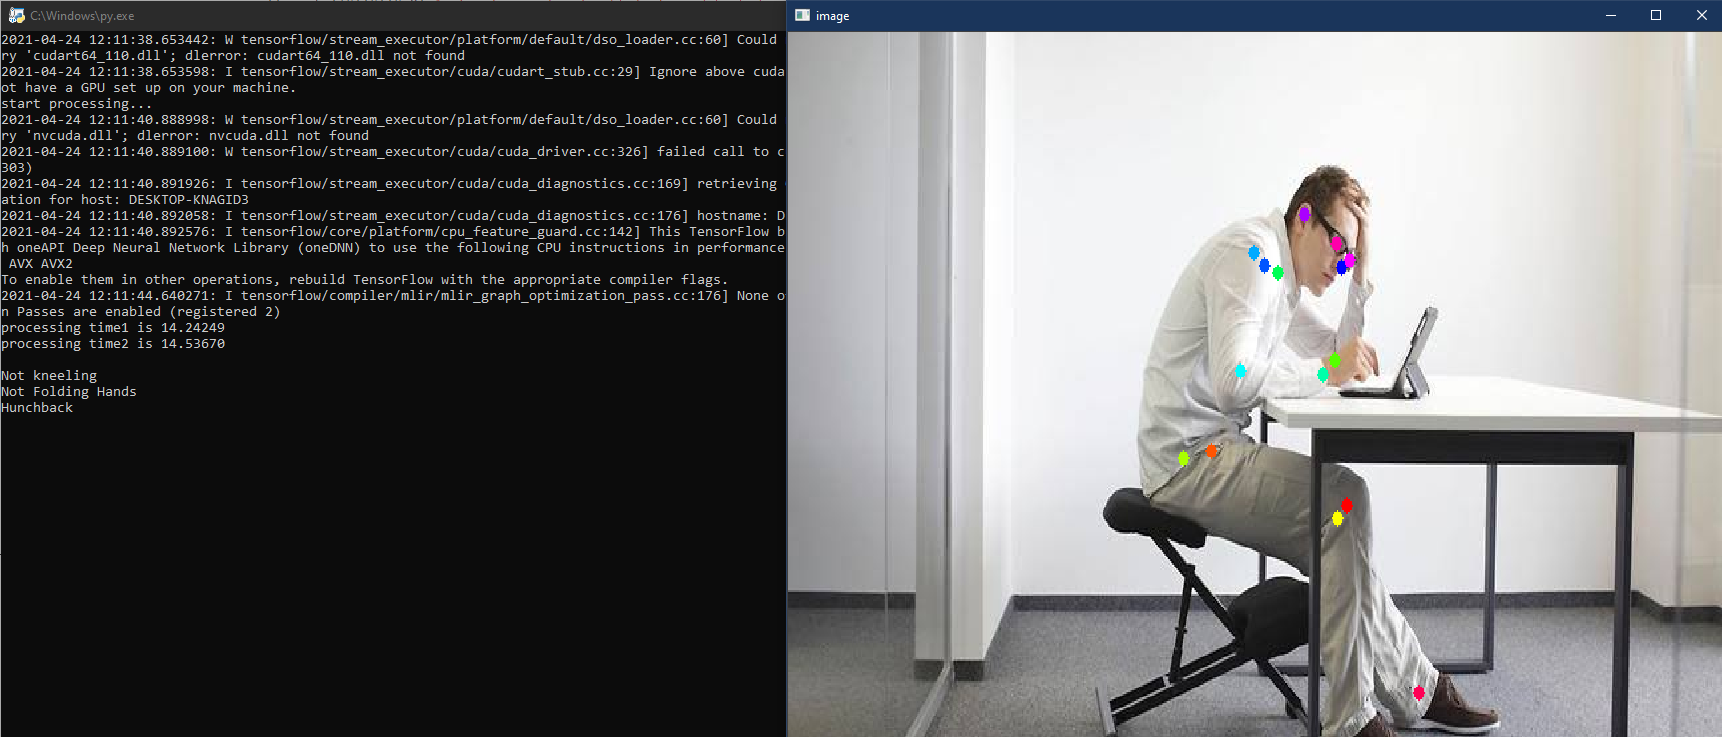 C:\Windows\py.exe
2021-04-24 12:11:38.653442: W tensorflow/stream_executor/platform/default/dso_loader.cc:60] Could
ry 'cudart64_110.dll'; dlerror: cudart64_110.dll not found
2021-04-24 12:11:38.653598: I tensorflow/stream_executor/cuda/cudart_stub.cc:29] Ignore above cuda
ot have a GPU set up on your machine.
start processing...
2021-04-24 12:11:40.888998: W tensorflow/stream_executor/platform/default/dso_loader.cc:60] Could
ry 'nvcuda.dll'; dlerror: nvcuda.dll not found
2021-04-24 12:11:40.889100: W tensorflow/stream_executor/cuda/cuda_driver.cc:326] failed call to c
303)
2021-04-24 12:11:40.891926: I tensorflow/stream_executor/cuda/cuda_diagnostics.cc:169] retrieving
ation for host: DESKTOP-KNAGID3
2021-04-24 12:11:40.892058: I tensorflow/stream_executor/cuda/cuda_diagnostics.cc:176] hostname: D
2021-04-24 12:11:40.892576: I tensorflow/core/platform/cpu_feature_guard.cc:142] This TensorFlow b
h oneAPI Deep Neural Network Library (oneDNN) to use the following CPU instructions in performance
AVX AVX2
To enable them in other operations, rebuild TensorFlow with the appropriate compiler flags.
2021-04-24 12:11:44.640271: I tensorflow/compiler/mlir/mlir_graph_optimization_pass.cc:176] None o
n Passes are enabled (registered 2)
processing time1 is 14.24249
processing time2 is 14.53670
Not kneeling
Not Folding Hands
Hunchback
image